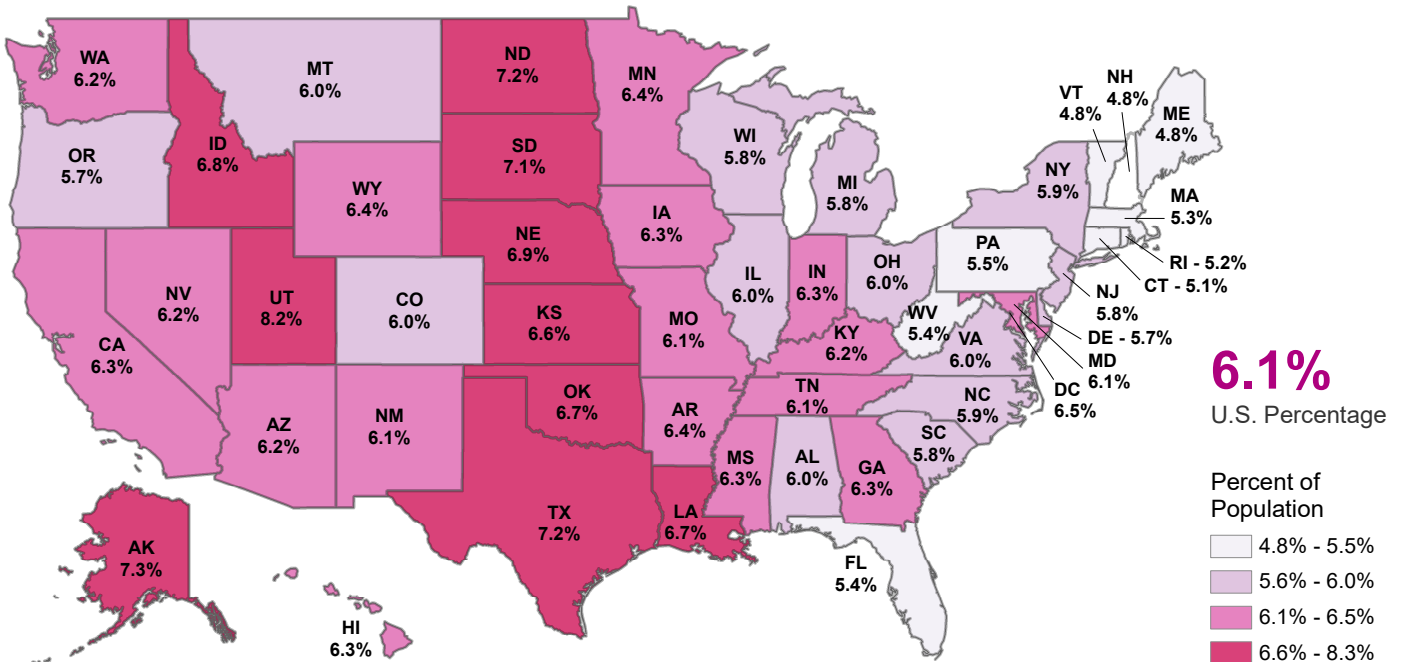 WA
6.2%
MT
6.0%
ND
7.2%
MN
6.4%
OR
5.7%
ID
6.8%
SD
7.1%
WI
5.8%
MI
5.8%
VT
4.8%
NH
4.8%
ME
4.8%
NY
5.9%
MA
5.3%
WY
6.4%
IA
6.3%
NE
6.9%
PA
5.5%
RI - 5.2%
CT - 5.1%
NV
6.2%
UT
8.2%
CO
6.0%
IL
6.0%
IN
6.3%
OH
6.0%
NJ
5.8%
CA
6.3%
KS
6.6%
MO
6.1%
KY
6.2%
WV
5.4%
VA
6.0%
DE - 5.7%
MD
6.1%
DC
6.5%
AZ
6.2%
NM
6.1%
OK
6.7%
AR
6.4%
TN
6.1%
NC
5.9%
SC
5.8%
MS
6.3%
AL
6.0%
GA
6.3%
TX
7.2%
LA
6.7%
FL
5.4%
AK
7.3%
HI
6.3%
6.1%
U.S. Percentage
Percent of
Population
4.8% - 5.5%
5.6% - 6.0%
6.1% - 6.5%
6.6% - 8.3%